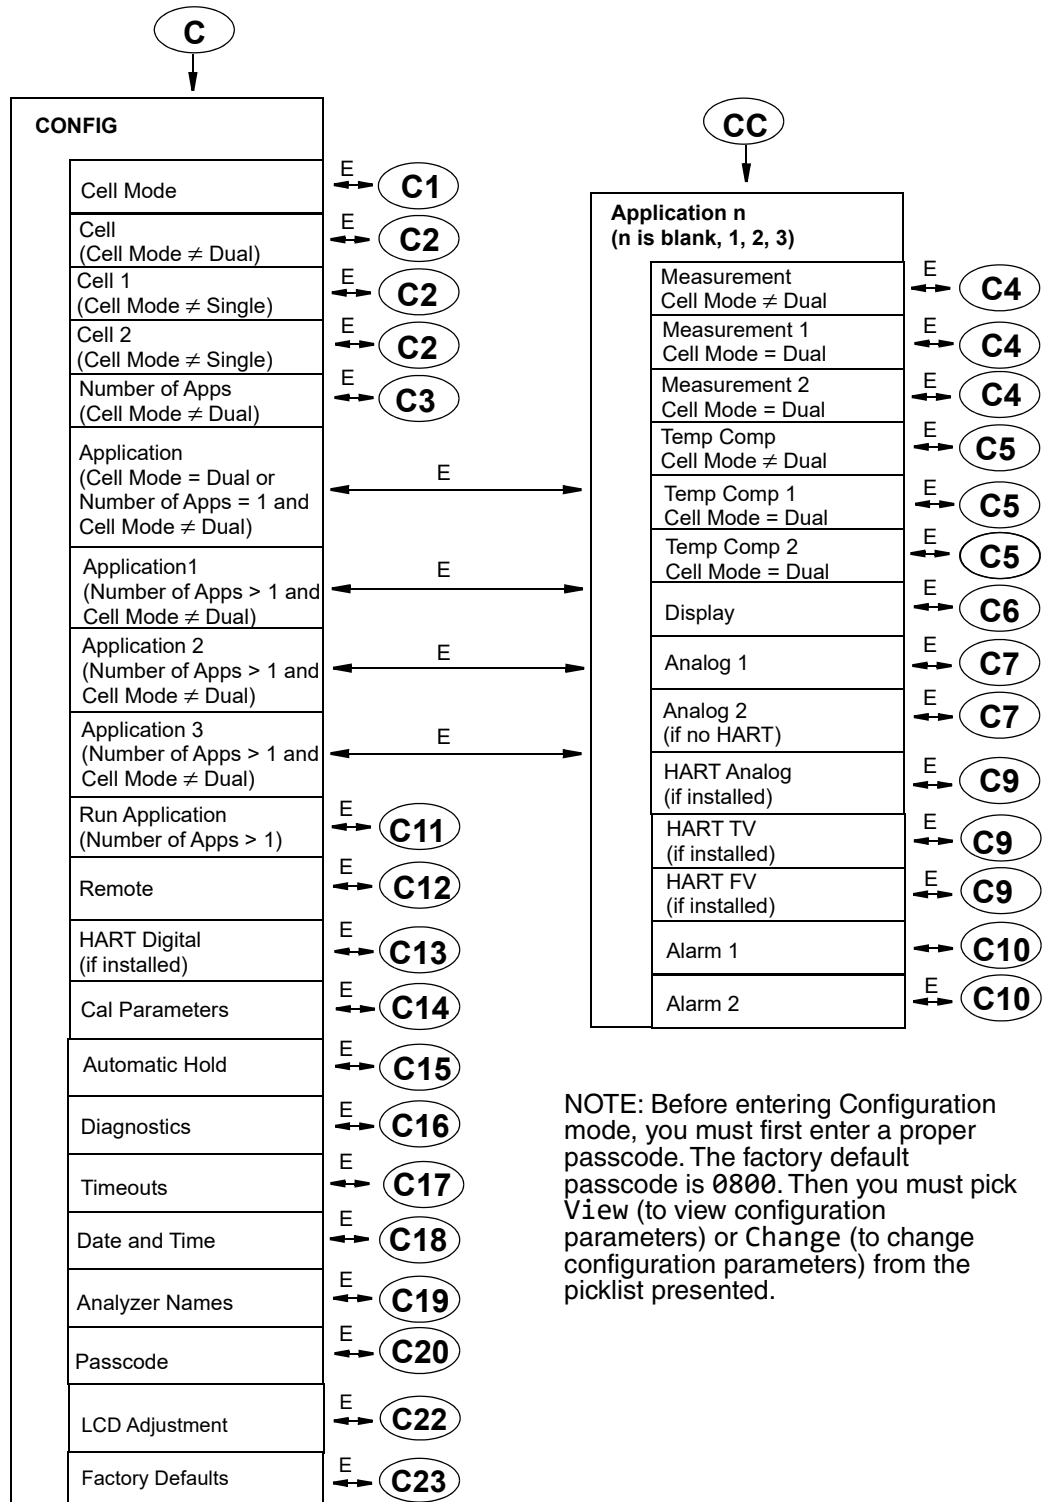 C
CONFIG
Cell Mode
E
C1
Cell
(Cell Mode ≠ Dual)
E
C2
Cell 1
(Cell Mode ≠ Single)
E
C2
Cell 2
(Cell Mode ≠ Single)
E
C2
Number of Apps
(Cell Mode ≠ Dual)
E
C3
Application
(Cell Mode = Dual or
Number of Apps = 1 and
Cell Mode ≠ Dual)
E
Application1
(Number of Apps > 1 and
Cell Mode ≠ Dual)
E
Application 2
(Number of Apps > 1 and
Cell Mode ≠ Dual)
E
Application 3
(Number of Apps > 1 and
Cell Mode ≠ Dual)
E
Run Application
(Number of Apps > 1)
E
C11
Remote
E
C12
HART Digital
(if installed)
E
C13
Cal Parameters
E
C14
Automatic Hold
E
C15
Diagnostics
E
C16
Timeouts
E
C17
Date and Time
E
C18
Analyzer Names
E
C19
Passcode
E
C20
LCD Adjustment
E
C22
Factory Defaults
E
C23
CC
Application n
(n is blank, 1, 2, 3)
Measurement
Cell Mode ≠ Dual
E
C4
Measurement 1
Cell Mode = Dual
E
C4
Measurement 2
Cell Mode = Dual
E
C4
Temp Comp
Cell Mode ≠ Dual
E
C5
Temp Comp 1
Cell Mode = Dual
E
C5
Temp Comp 2
Cell Mode = Dual
E
C5
Display
E
C6
Analog 1
E
C7
Analog 2
(if no HART)
E
C7
HART Analog
(if installed)
E
C9
HART TV
(if installed)
E
C9
HART FV
(if installed)
E
C9
Alarm 1
C10
Alarm 2
E
C10
NOTE: Before entering Configuration
mode, you must first enter a proper
passcode. The factory default
passcode is 0800. Then you must pick
View (to view configuration
parameters) or Change (to change
configuration parameters) from the
picklist presented.